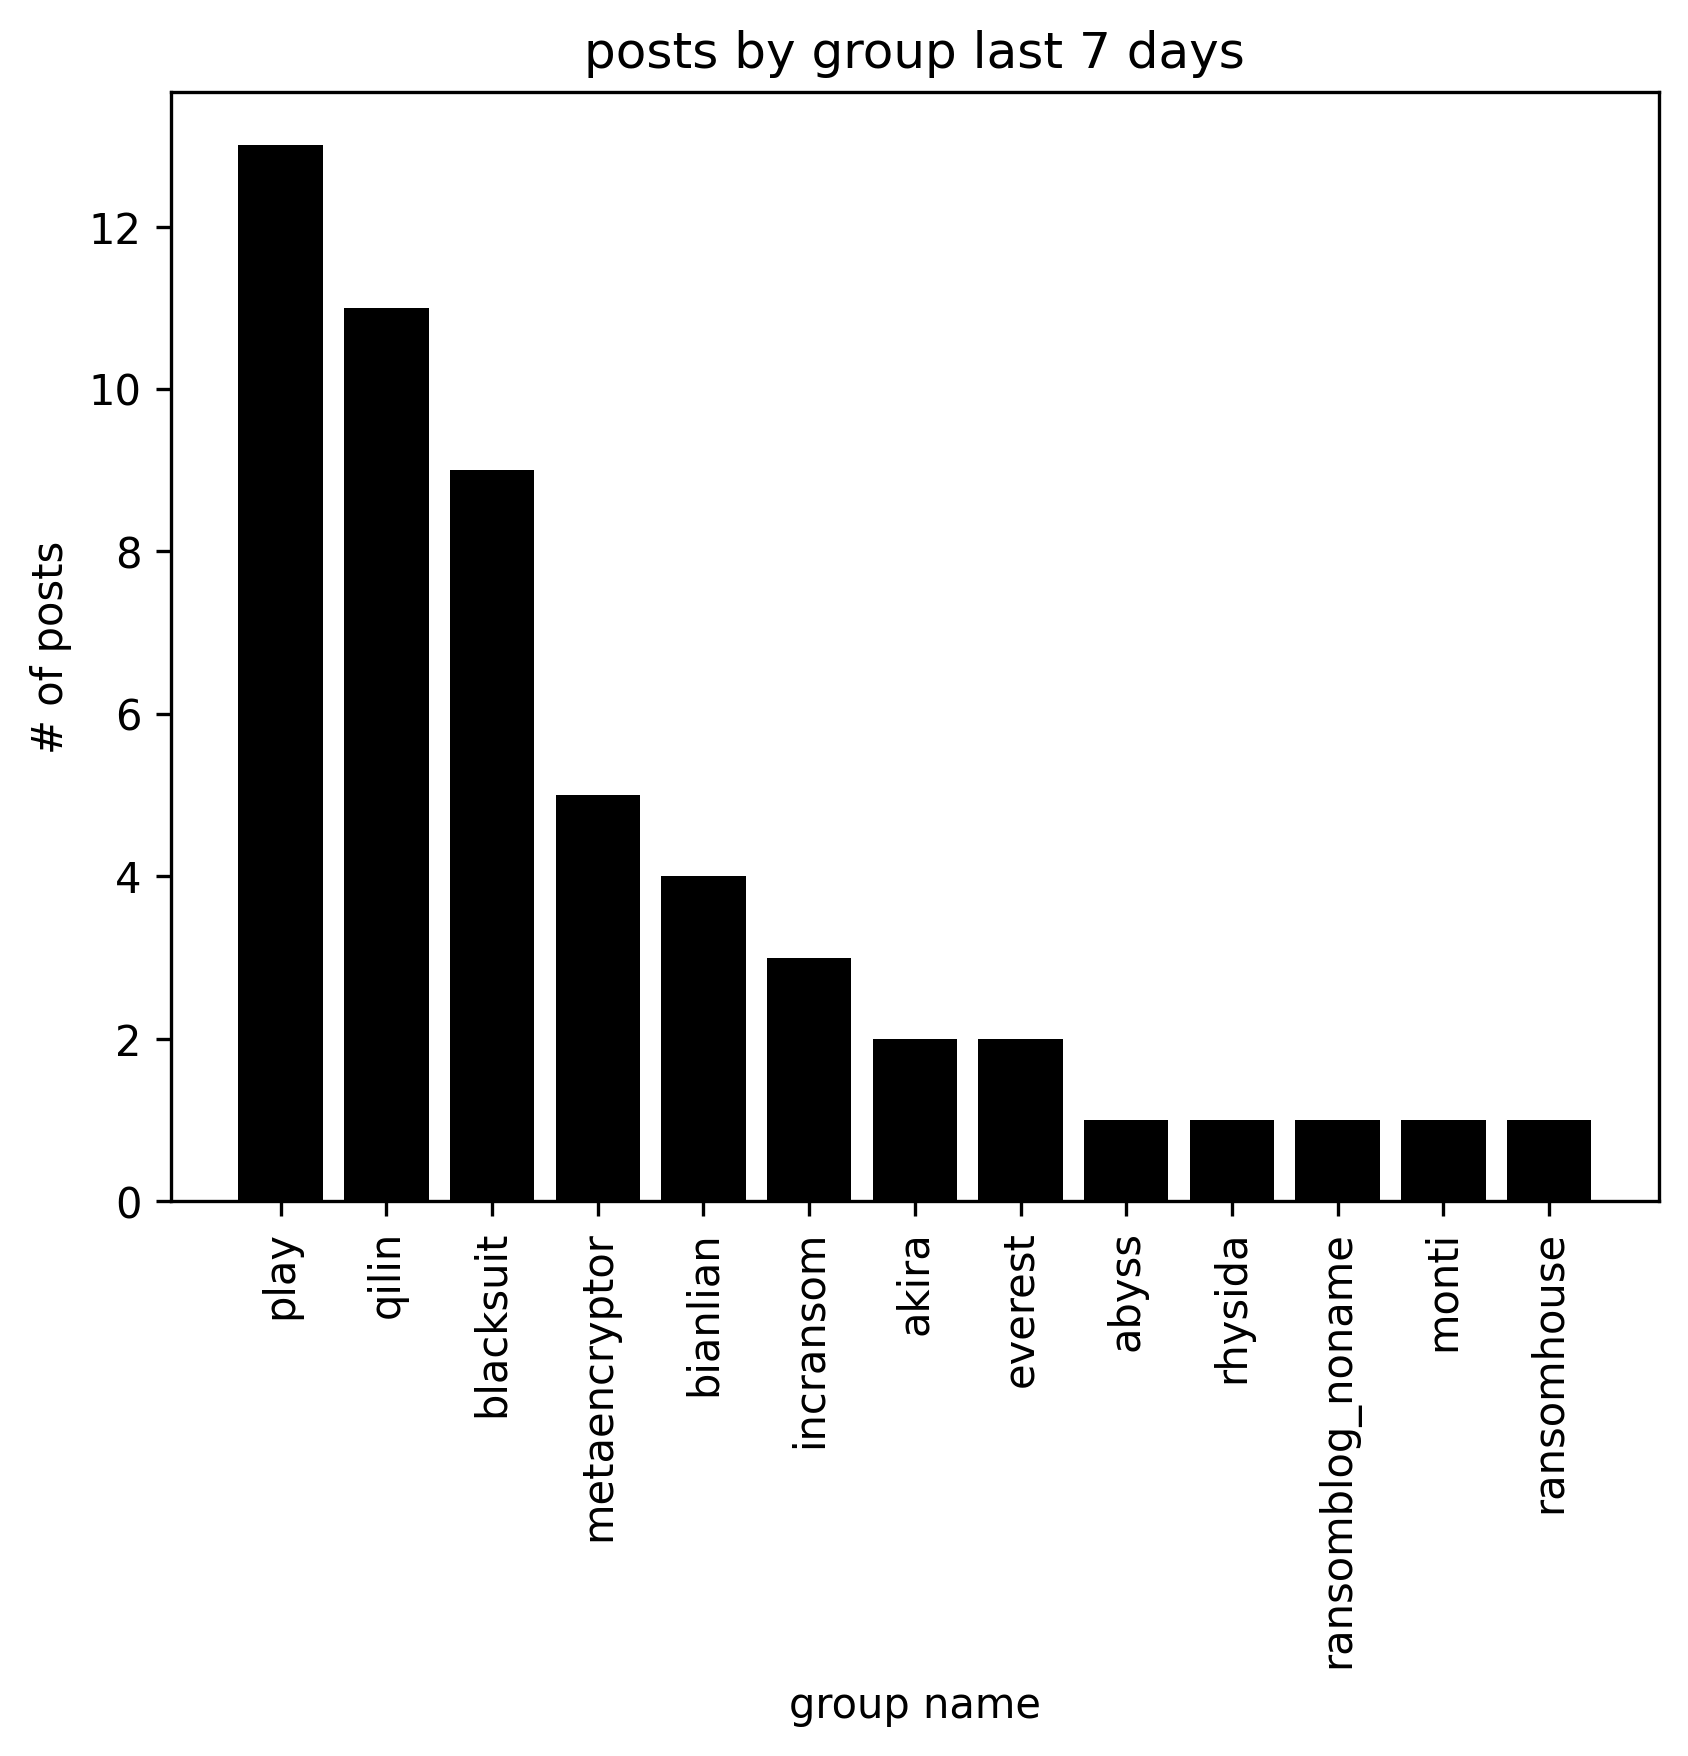 posts by group last 7 days
# of posts
12
10
8
6
4
2
0
play
qilin
blacksuit
metaencryptor
bianlian
incransom
akira
everest
abyss
rhysida
ransomblog_noname
monti
ransomhouse
group name